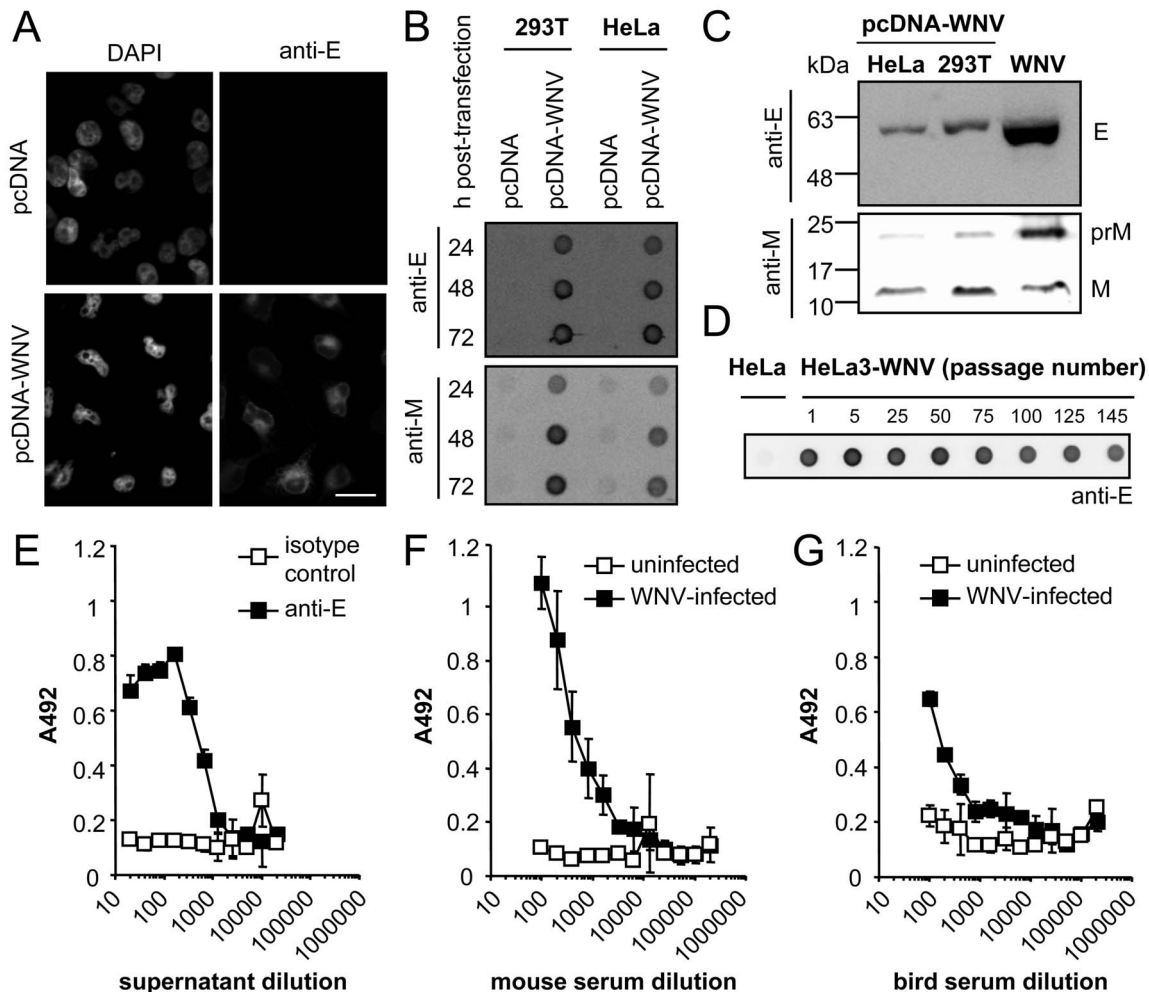 A
DAPI
anti-E
pcDNA
pcDNA-WNV
B
293T
HeLa
h post-transfection
pcDNA
pcDNA-WNV
pcDNA
pcDNA-WNV
anti-E
24
48
72
anti-M
24
48
72
C
pcDNA-WNV
kDa
HeLa
293T
WNV
anti-E
63
48
E
anti-M
25
17
10
prM
M
D
HeLa
HeLa3-WNV (passage number)
1 5 25 50 75 100 125 145
anti-E
E
isotype
control
anti-E
A492
1.2
1
0.8
0.6
0.4
0.2
0
10 100 1000 10000 100000 1000000
supernatant dilution
F
uninfected
WNV-infected
A492
1.2
1
0.8
0.6
0.4
0.2
0
10 100 1000 10000 100000 1000000
mouse serum dilution
G
uninfected
WNV-infected
A492
1.2
1
0.8
0.6
0.4
0.2
0
10 100 1000 10000 100000 1000000
bird serum dilution